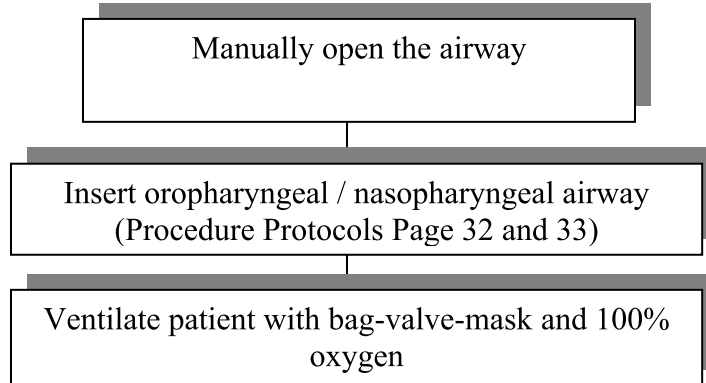 Manually open the airway
Insert oropharyngeal / nasopharyngeal airway
(Procedure Protocols Page 32 and 33)
Ventilate patient with bag-valve-mask and 100%
oxygen